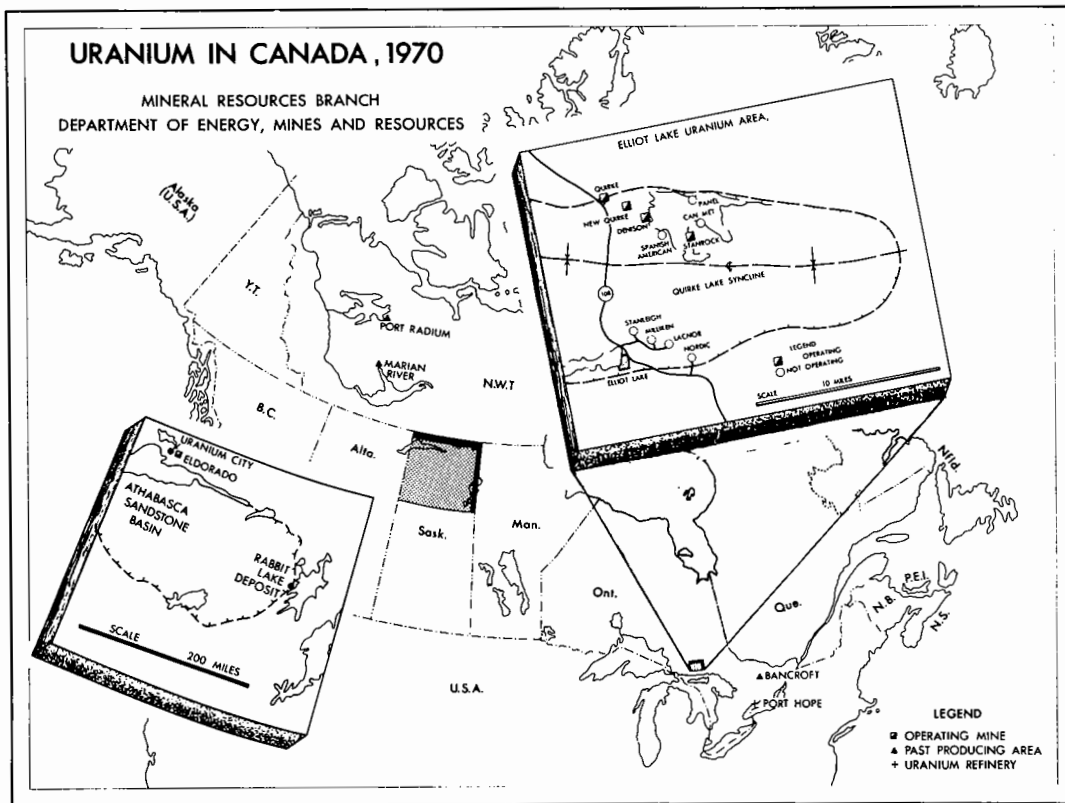 URANIUM IN CANADA, 1970
MINERAL RESOURCES BRANCH
DEPARTMENT OF ENERGY, MINES AND RESOURCES
Alaska
(U.S.A.)
Y.T.
PORT RADIUM
MARIAN
RIVER
N.W.T
B.C.
Alta.
Sask.
Man.
Ont.
Que.
Nfld.
P.E.I.
N.B.
N.S.
U.S.A.
BANCROFT
PORT HOPE
ELLIOT LAKE URANIUM AREA,
QUIRKE
NEW QUIRKE
DENISON
PANEL
CAN MET
SPANISH
AMERICAN
STANROCK
QUIRKE LAKE SYNCLINE
108
STANLEIGH
MILLIKEN
LACNOR
NORDIC
ELLIOT LAKE
LEGEND
OPERATING
NOT OPERATING
SCALE
10 MILES
URANIUM CITY
ELDORADO
ATHABASCA
SANDSTONE
BASIN
RABBIT
LAKE
DEPOSIT
SCALE
200 MILES
LEGEND
OPERATING MINE
PAST PRODUCING AREA
URANIUM REFINERY